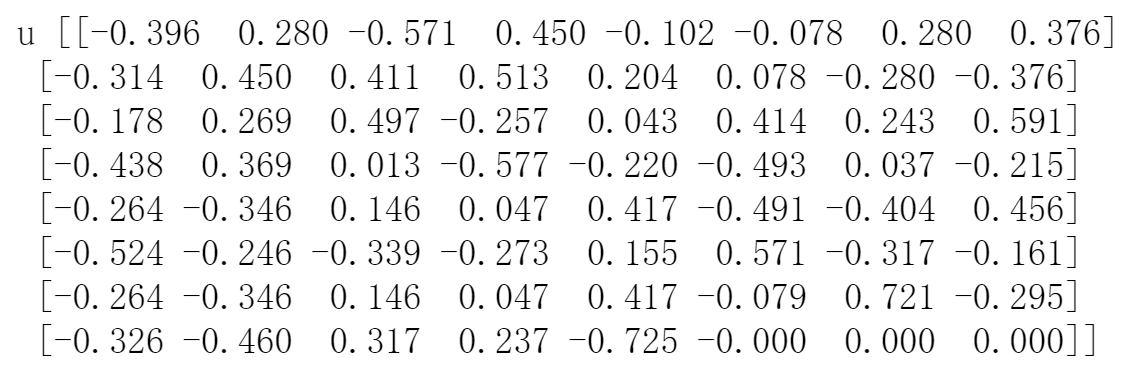 u [[-0.396  0.280 -0.571  0.450 -0.102 -0.078  0.280  0.376]
[-0.314  0.450  0.411  0.513  0.204  0.078 -0.280 -0.376]
[-0.178  0.269  0.497 -0.257  0.043  0.414  0.243  0.591]
[-0.438  0.369  0.013 -0.577 -0.220 -0.493  0.037 -0.215]
[-0.264 -0.346  0.146  0.047  0.417 -0.491 -0.404  0.456]
[-0.524 -0.246 -0.339 -0.273  0.155  0.571 -0.317 -0.161]
[-0.264 -0.346  0.146  0.047  0.417 -0.079  0.721 -0.295]
[-0.326 -0.460  0.317  0.237 -0.725 -0.000  0.000  0.000]]